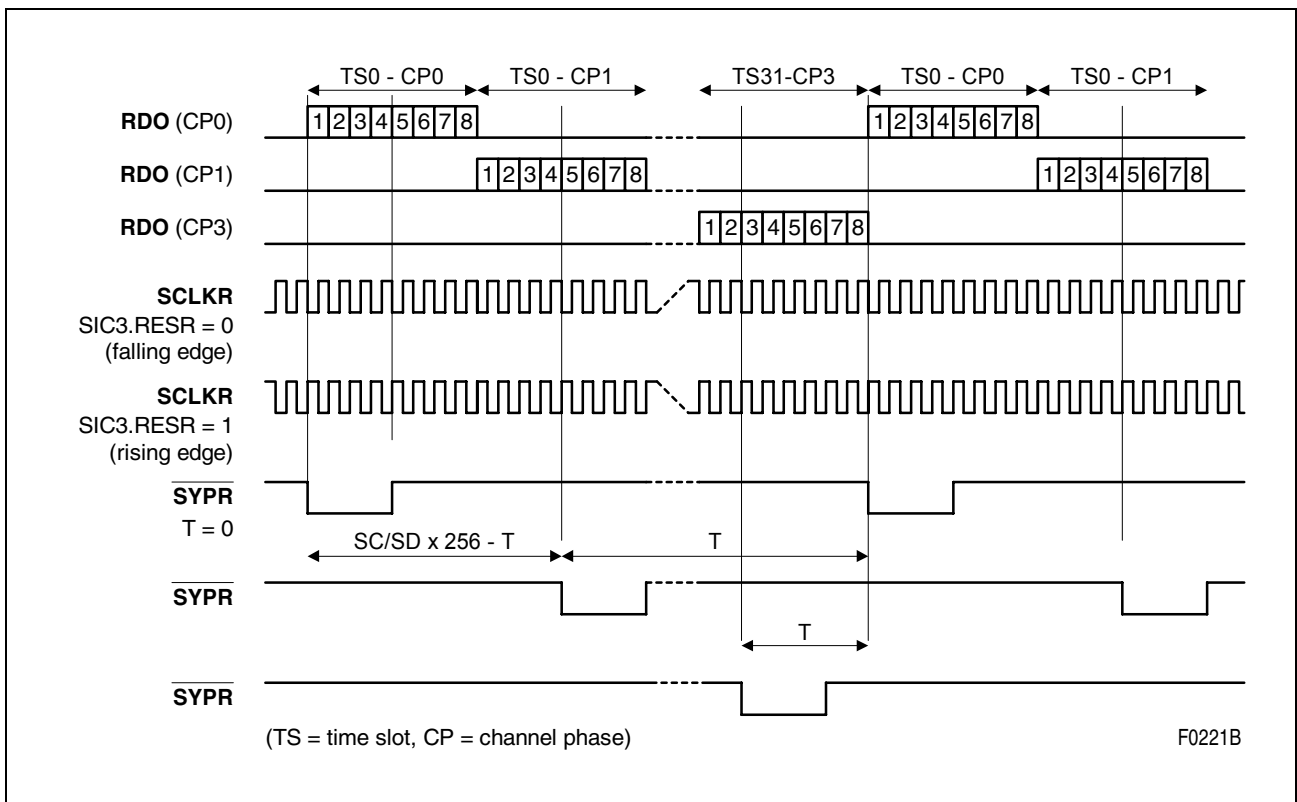 TS0 - CP0 TS0 - CP1 TS31-CP3 TS0 - CP0 TS0 - CP1
RDO (CP0) 1 2 3 4 5 6 7 8 1 2 3 4 5 6 7 8
RDO (CP1) 1 2 3 4 5 6 7 8 1 2 3 4 5 6 7 8
RDO (CP3) 1 2 3 4 5 6 7 8
SCLKR
SIC3.RESR = 0
(falling edge)
SCLKR
SIC3.RESR = 1
(rising edge)
SYPR
T = 0
SC/SD x 256 - T T
SYPR
T
SYPR
(TS = time slot, CP = channel phase) F0221B